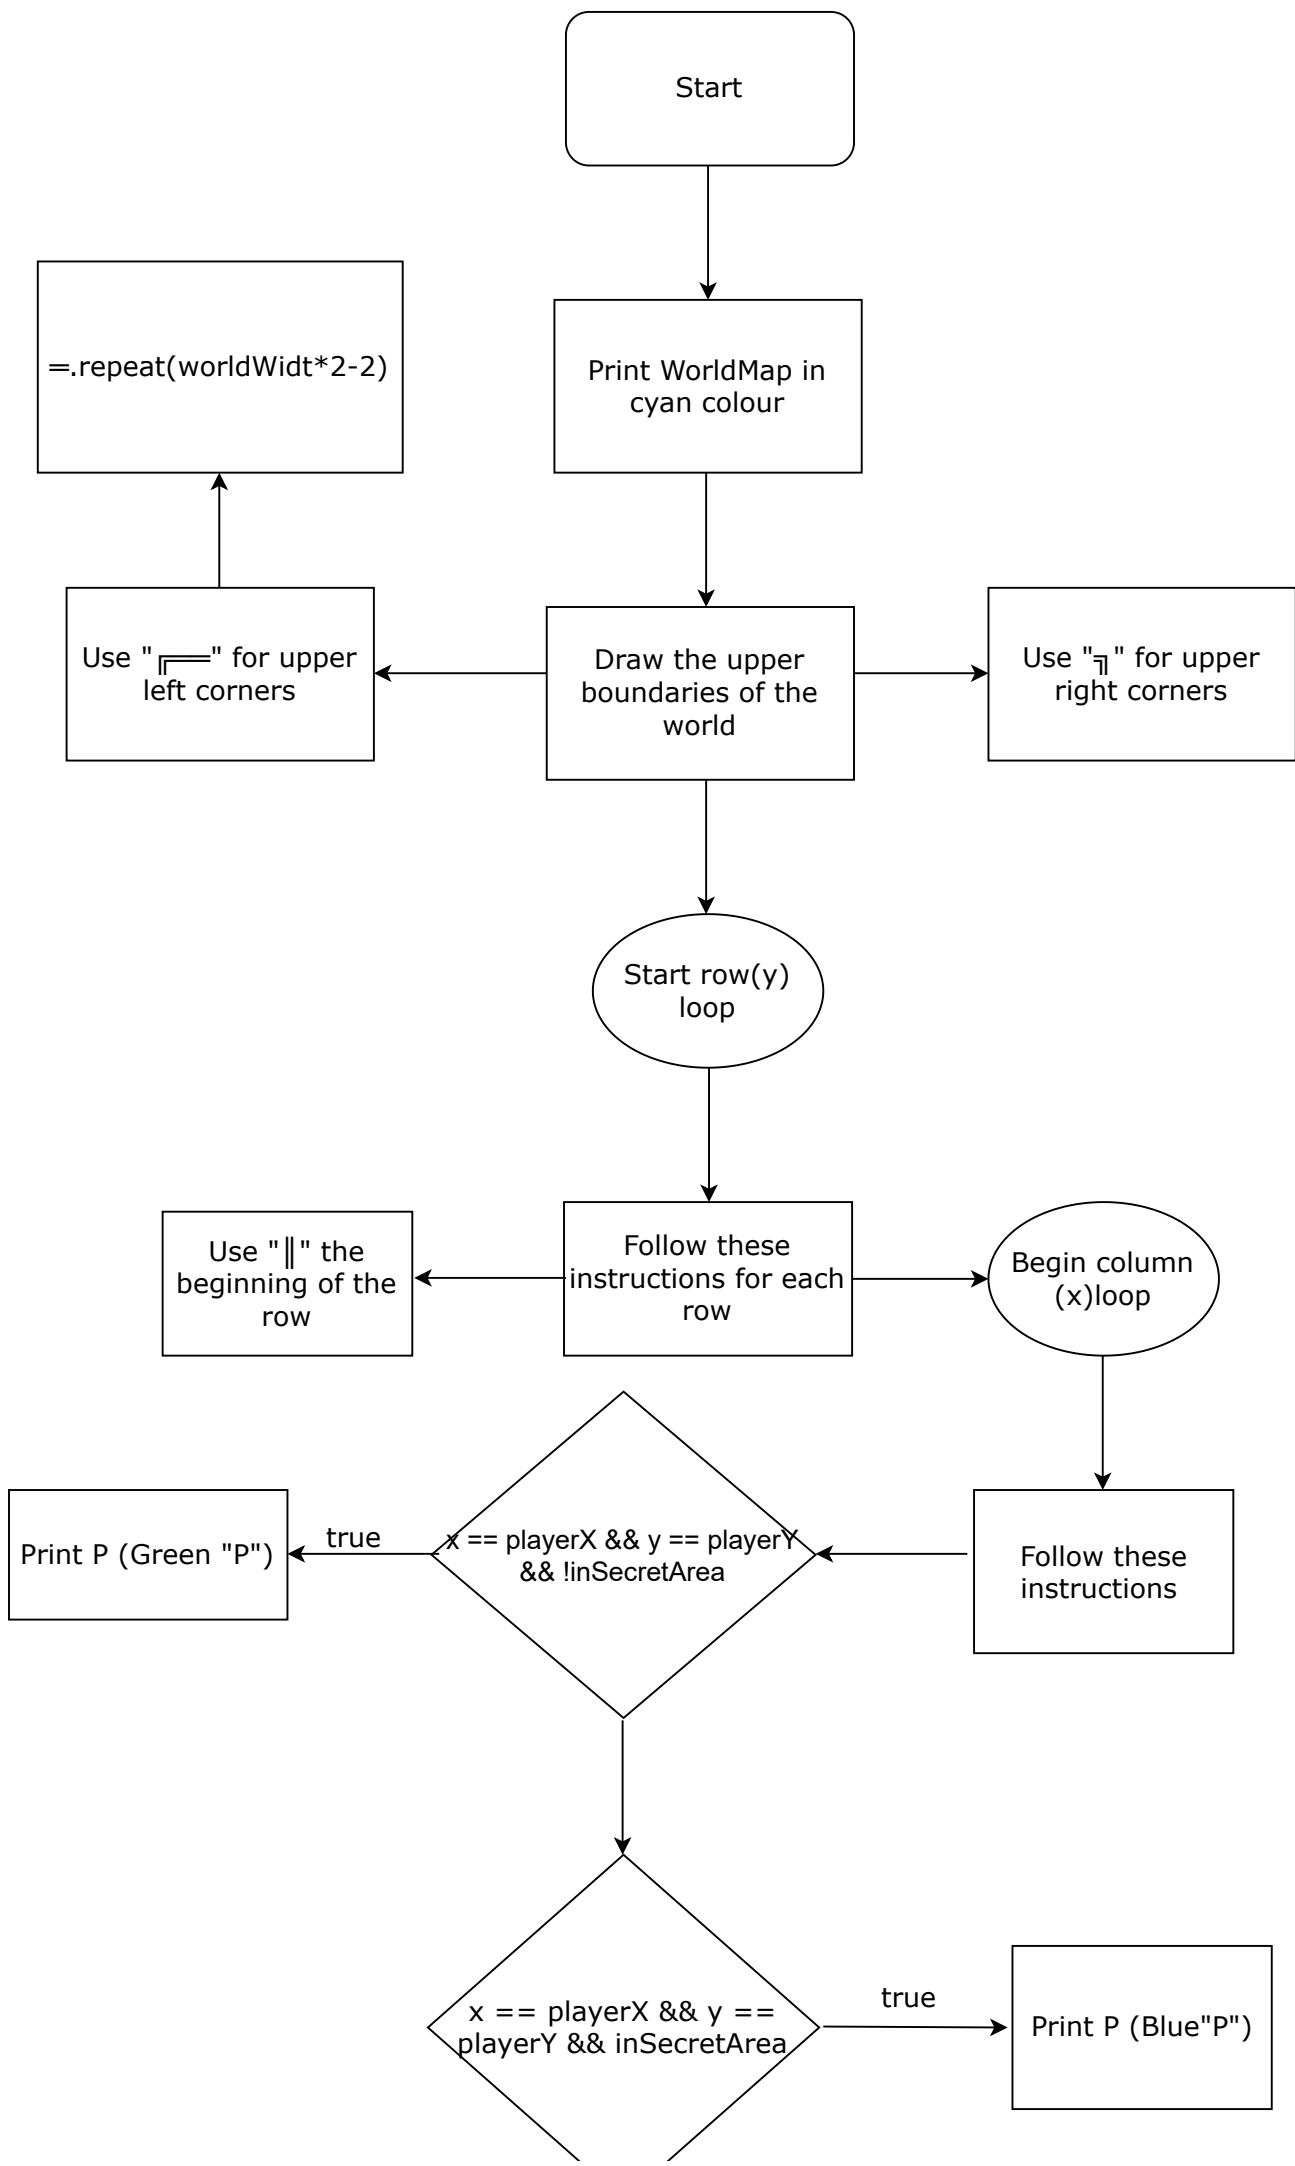 Start
═.repeat(worldWidt*2-2)
Print WorldMap in
cyan colour
Use "╔══" for upper
left corners
Draw the upper
boundaries of the
world
Use "╗" for upper
right corners
Start row(y)
loop
Use "║" the
beginning of the
row
Follow these
instructions for each
row
Begin column
(x)loop
Print P (Green "P")
true
x == playerX && y == playerY
&& !inSecretArea
Follow these
instructions
x == playerX && y ==
playerY && inSecretArea
true
Print P (Blue"P")